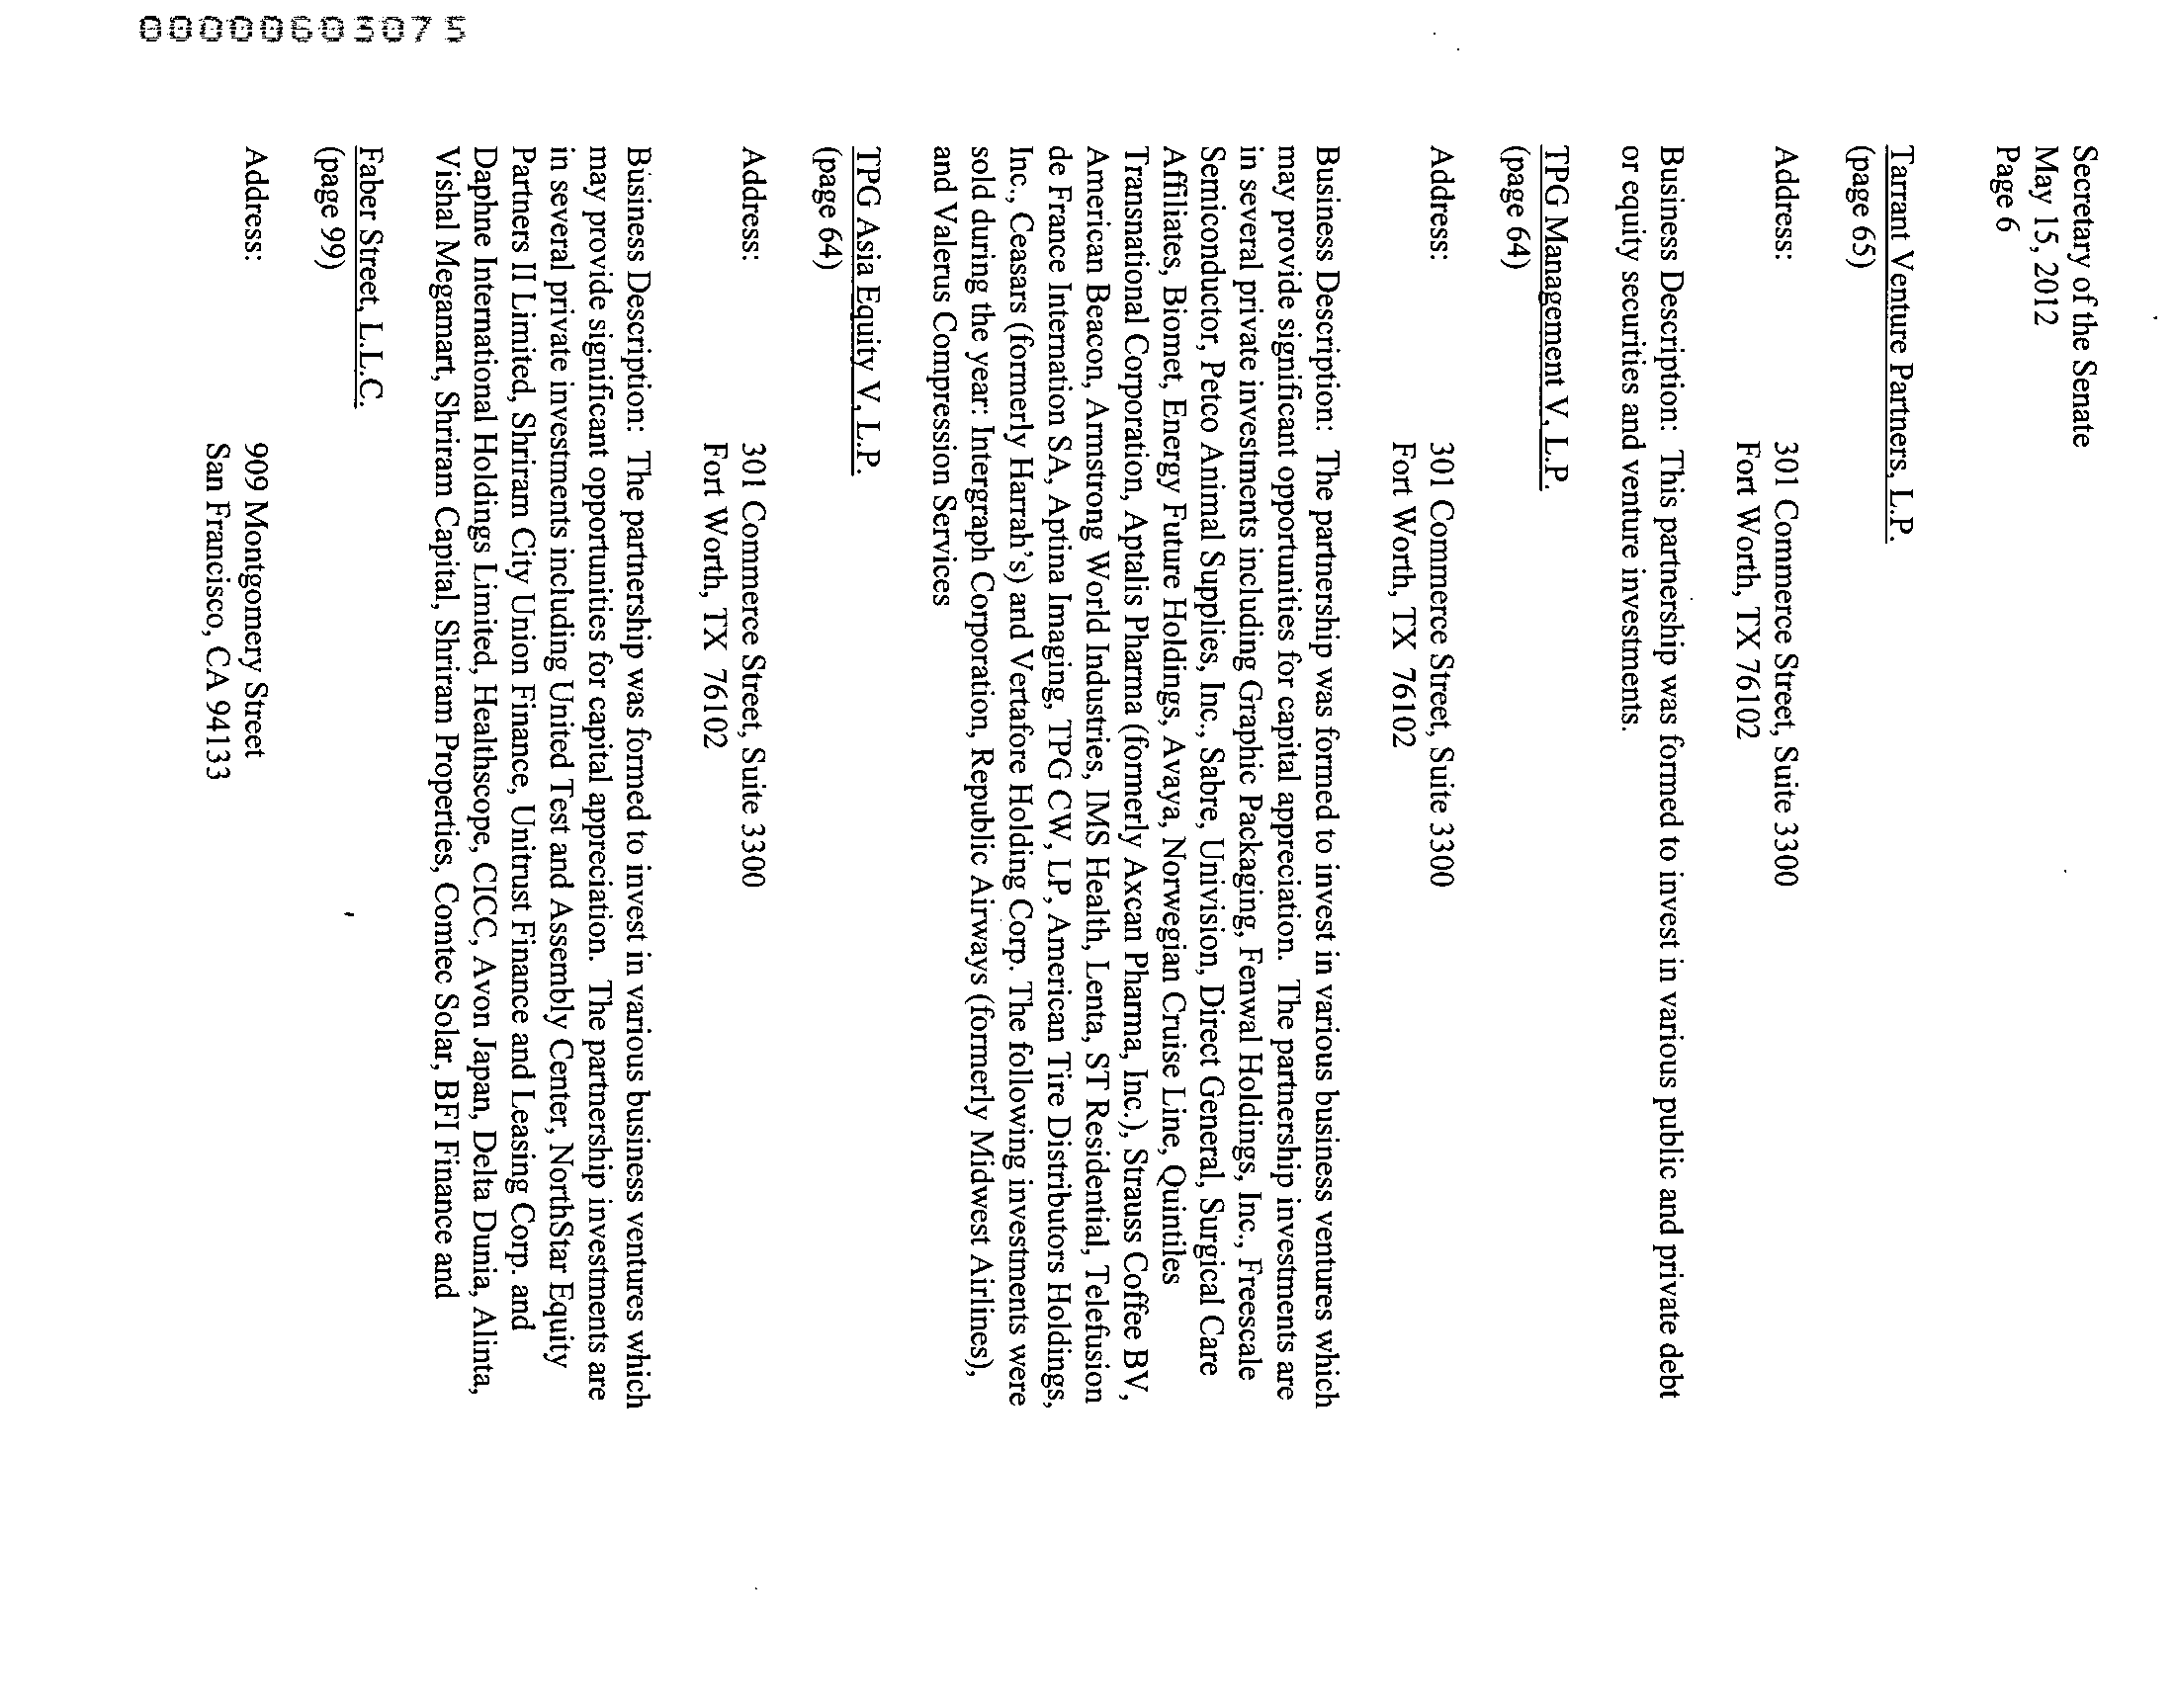 Secretary of the Senate
May 15, 2012
Page 6
Tarrant Venture Partners, L.P.
(page 65)
Address: 301 Commerce Street, Suite 3300
Fort Worth, TX 76102
Business Description: This partnership was formed to invest in various public and private debt
or equity securities and venture investments.
TPG Management V, L.P.
(page 64)
Address: 301 Commerce Street, Suite 3300
Fort Worth, TX 76102
Business Description: The partnership was formed to invest in various business ventures which
may provide significant opportunities for capital appreciation. The partnership investments are
in several private investments including Graphic Packaging, Fenwal Holdings, Inc., Freescale
Semiconductor, Petco Animal Supplies, Inc., Sabre, Univision, Direct General, Surgical Care
Affiliates, Biomet, Energy Future Holdings, Avaya, Norwegian Cruise Line, Quintiles
Transnational Corporation, Aptalis Pharma (formerly Axcan Pharma, Inc.), Strauss Coffee BV,
American Beacon, Armstrong World Industries, IMS Health, Lenta, ST Residential, Telefusion
de France Internation SA, Aptina Imaging, TPG CW, LP, American Tire Distributors Holdings,
Inc., Ceasars (formerly Harrah's) and Vertafore Holding Corp. The following investments were
sold during the year: Intergraph Corporation, Republic Airways (formerly Midwest Airlines),
and Valerus Compression Services
TPG Asia Equity V, L.P.
(page 64)
Address: 301 Commerce Street, Suite 3300
Fort Worth, TX 76102
Business Description: The partnership was formed to invest in various business ventures which
may provide significant opportunities for capital appreciation. The partnership investments are
in several private investments including United Test and Assembly Center, NorthStar Equity
Partners II Limited, Shriram City Union Finance, Unitrust Finance and Leasing Corp. and
Daphne International Holdings Limited, Healthscope, CICC, Avon Japan, Delta Dunia, Alinta,
Vishal Megamart, Shriram Capital, Shriram Properties, Comtec Solar, BFI Finance and
Faber Street, L.L.C.
(page 99)
Address: 909 Montgomery Street
San Francisco, CA 94133
00000603075